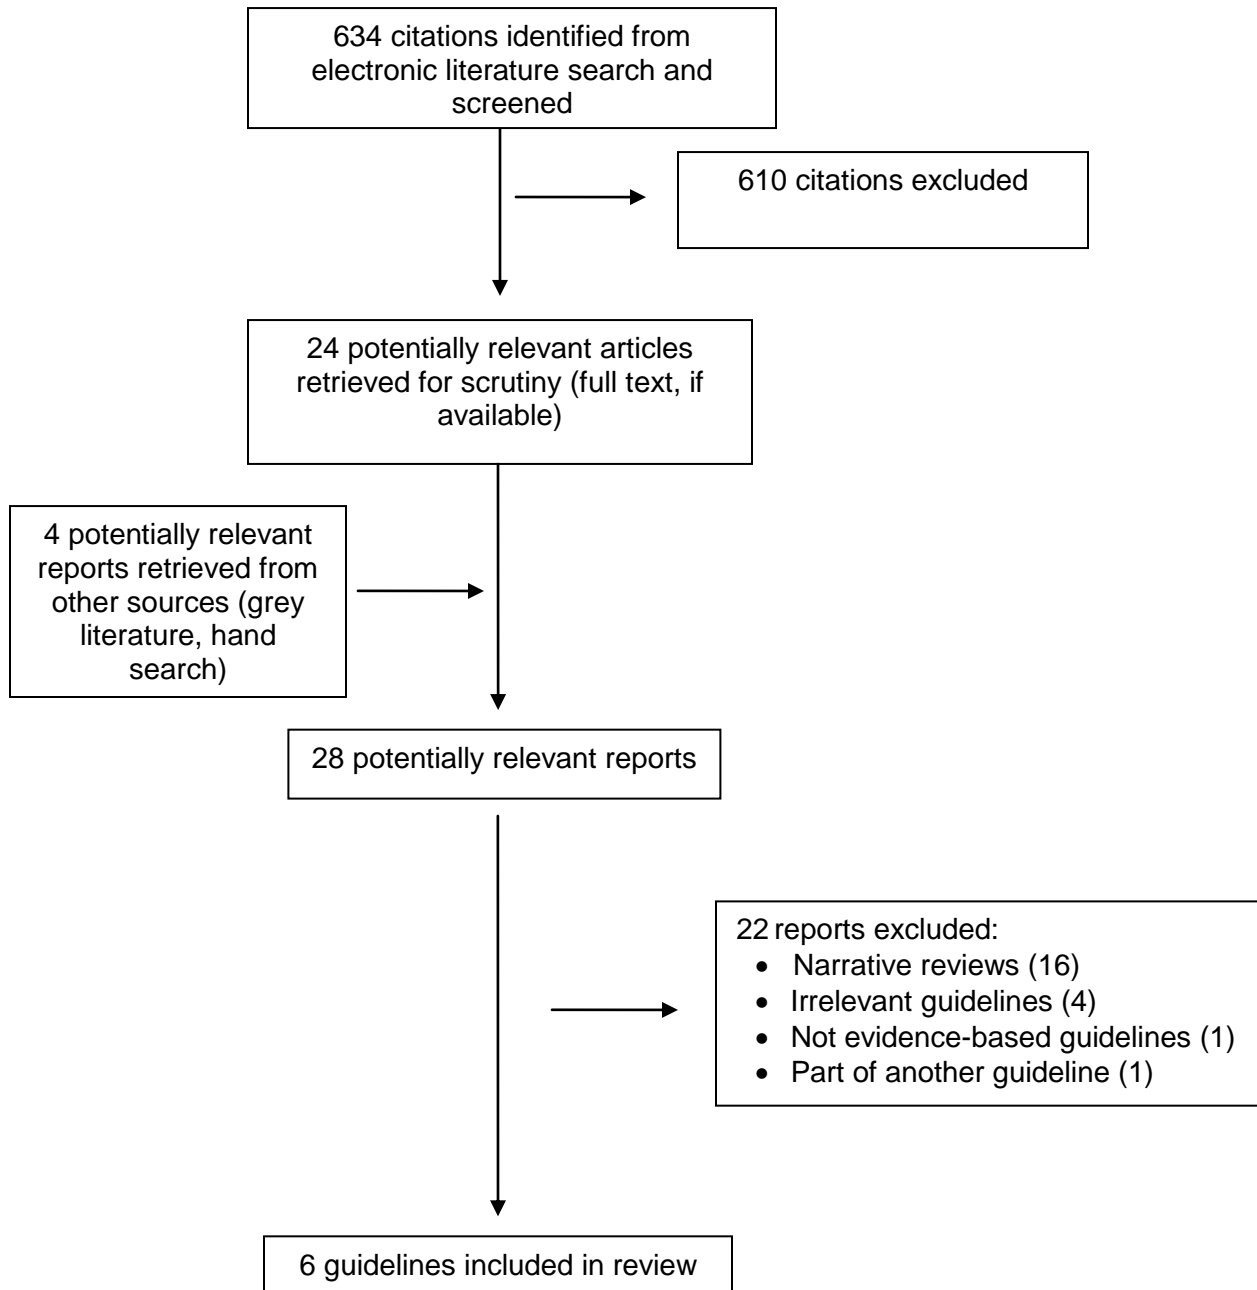 634 citations identified from
electronic literature search and
screened
610 citations excluded
24 potentially relevant articles
retrieved for scrutiny (full text, if
available)
4 potentially relevant
reports retrieved from
other sources (grey
literature, hand
search)
28 potentially relevant reports
22 reports excluded:
• Narrative reviews (16)
• Irrelevant guidelines (4)
• Not evidence-based guidelines (1)
• Part of another guideline (1)
6 guidelines included in review